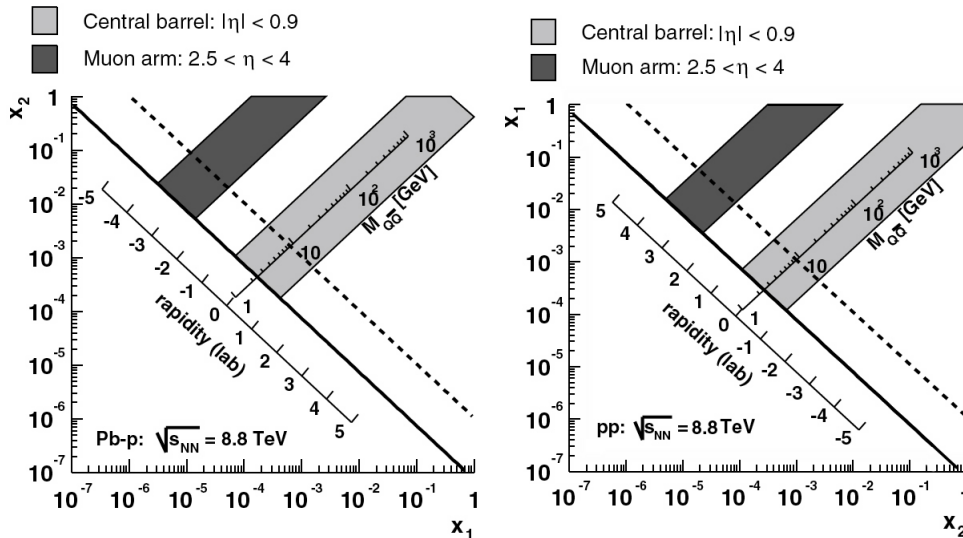 Central barrel: |η| < 0.9
Muon arm: 2.5 < η < 4
x₂
1
10⁻¹
10⁻²
10⁻³
10⁻⁴
10⁻⁵
10⁻⁶
10⁻⁷
10⁻⁷ 10⁻⁶ 10⁻⁵ 10⁻⁴ 10⁻³ 10⁻² 10⁻¹ 1
x₁
-5 -4 -3 -2 -1 0 1 2 3 4 5
rapidity (lab)
1 10 10² 10³
M_QQ̄ [GeV]
Pb-p: √s_NN = 8.8 TeV
Central barrel: |η| < 0.9
Muon arm: 2.5 < η < 4
x₁
1
10⁻¹
10⁻²
10⁻³
10⁻⁴
10⁻⁵
10⁻⁶
10⁻⁷
10⁻⁷ 10⁻⁶ 10⁻⁵ 10⁻⁴ 10⁻³ 10⁻² 10⁻¹ 1
x₂
5 4 3 2 1 0 -1 -2 -3 -4 -5
rapidity (lab)
1 10 10² 10³
M_QQ̄ [GeV]
pp: √s_NN = 8.8 TeV